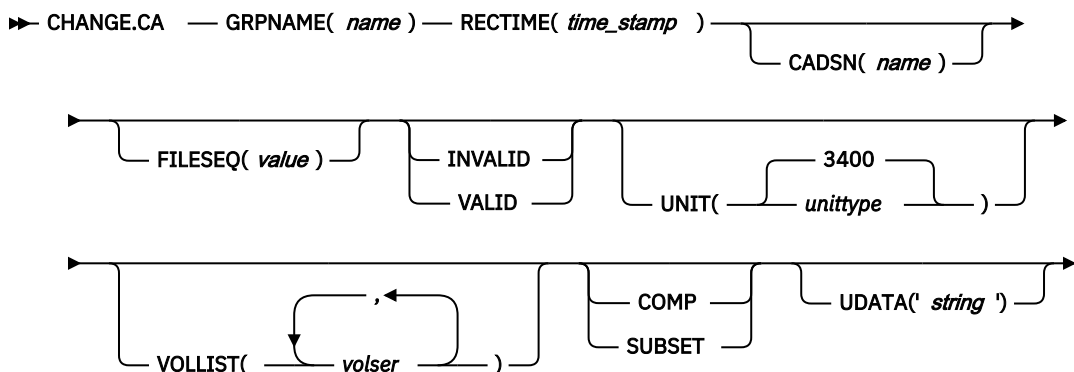 CHANGE.CA GRPNAME( name ) RECTIME( time_stamp )
CADSN( name )
FILESEQ( value )
INVALID
VALID
UNIT(
3400
unittype
)
VOLLIST(
,
volser
)
COMP
SUBSET
UDATA(' string ')